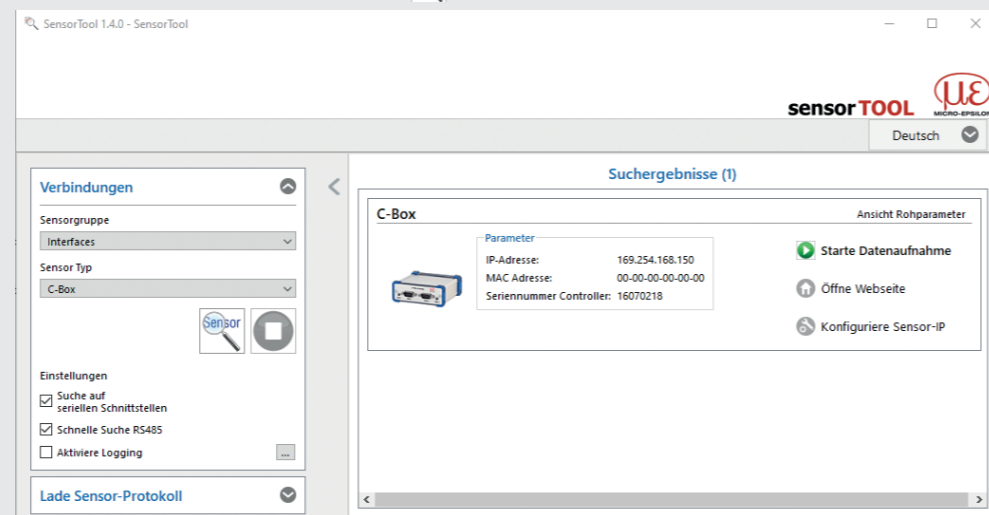 SensorTool 1.4.0 - SensorTool
sensorTOOL
με
MICRO-EPSILON
Deutsch
Verbindungen
Sensorgruppe
Interfaces
Sensor Typ
C-Box
Sensor
Einstellungen
Suche auf
seriellen Schnittstellen
Schnelle Suche RS485
Aktiviere Logging
...
Lade Sensor-Protokoll
Suchergebnisse (1)
C-Box
Ansicht Rohparameter
Parameter
IP-Adresse: 169.254.168.150
MAC Adresse: 00-00-00-00-00-00
Seriennummer Controller: 16070218
Starte Datenaufnahme
Öffne Webseite
Konfiguriere Sensor-IP